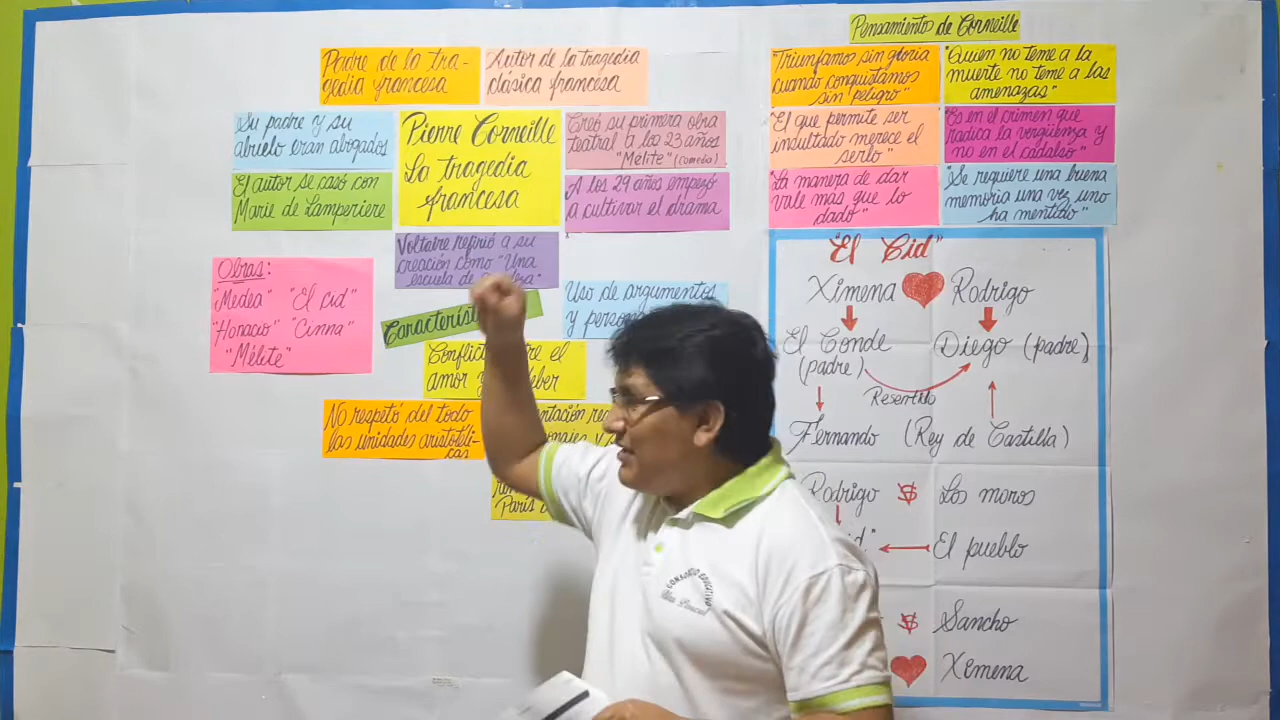 Pensamiento de Corneille
Padre de la tra-
gedia francesa
Autor de la tragedia
clásica francesa
Su padre y su
abuelo eran abogados
Pierre Corneille
La tragedia
francesa
Creó su primera obra
teatral a los 23 años
"Mélite" (comedia)
El autor se casó con
Marie de Lamperiere
A los 29 años empezó
a cultivar el drama
Voltaire refirió a su
creación como "Una
escuela de
Obras:
"Medea" "El cid"
"Horacio" "Cinna"
"Mélite"
Uso de argumentos
y
amor
No respetó del todo
las unidades aristotéli-
cas
París
"Triunfamos sin gloria
cuando conquistamos
sin peligro"
"Quien no teme a la
muerte no teme a las
amenazas"
"El que permite ser
insultado merece el
serlo"
"Es en el crimen que
radica la vergüenza y
no en el cadalso"
"La manera de dar
vale mas que lo
dado"
"Se requiere una buena
memoria una vez uno
ha mentido"
"El Cid"
Ximena Rodrigo
El Conde Diego (padre)
(padre)
Fernando (Rey de Castilla)
Rodrigo VS Los moros
El pueblo
VS Sancho
Ximena
CONSORCIO EDUCATIVO